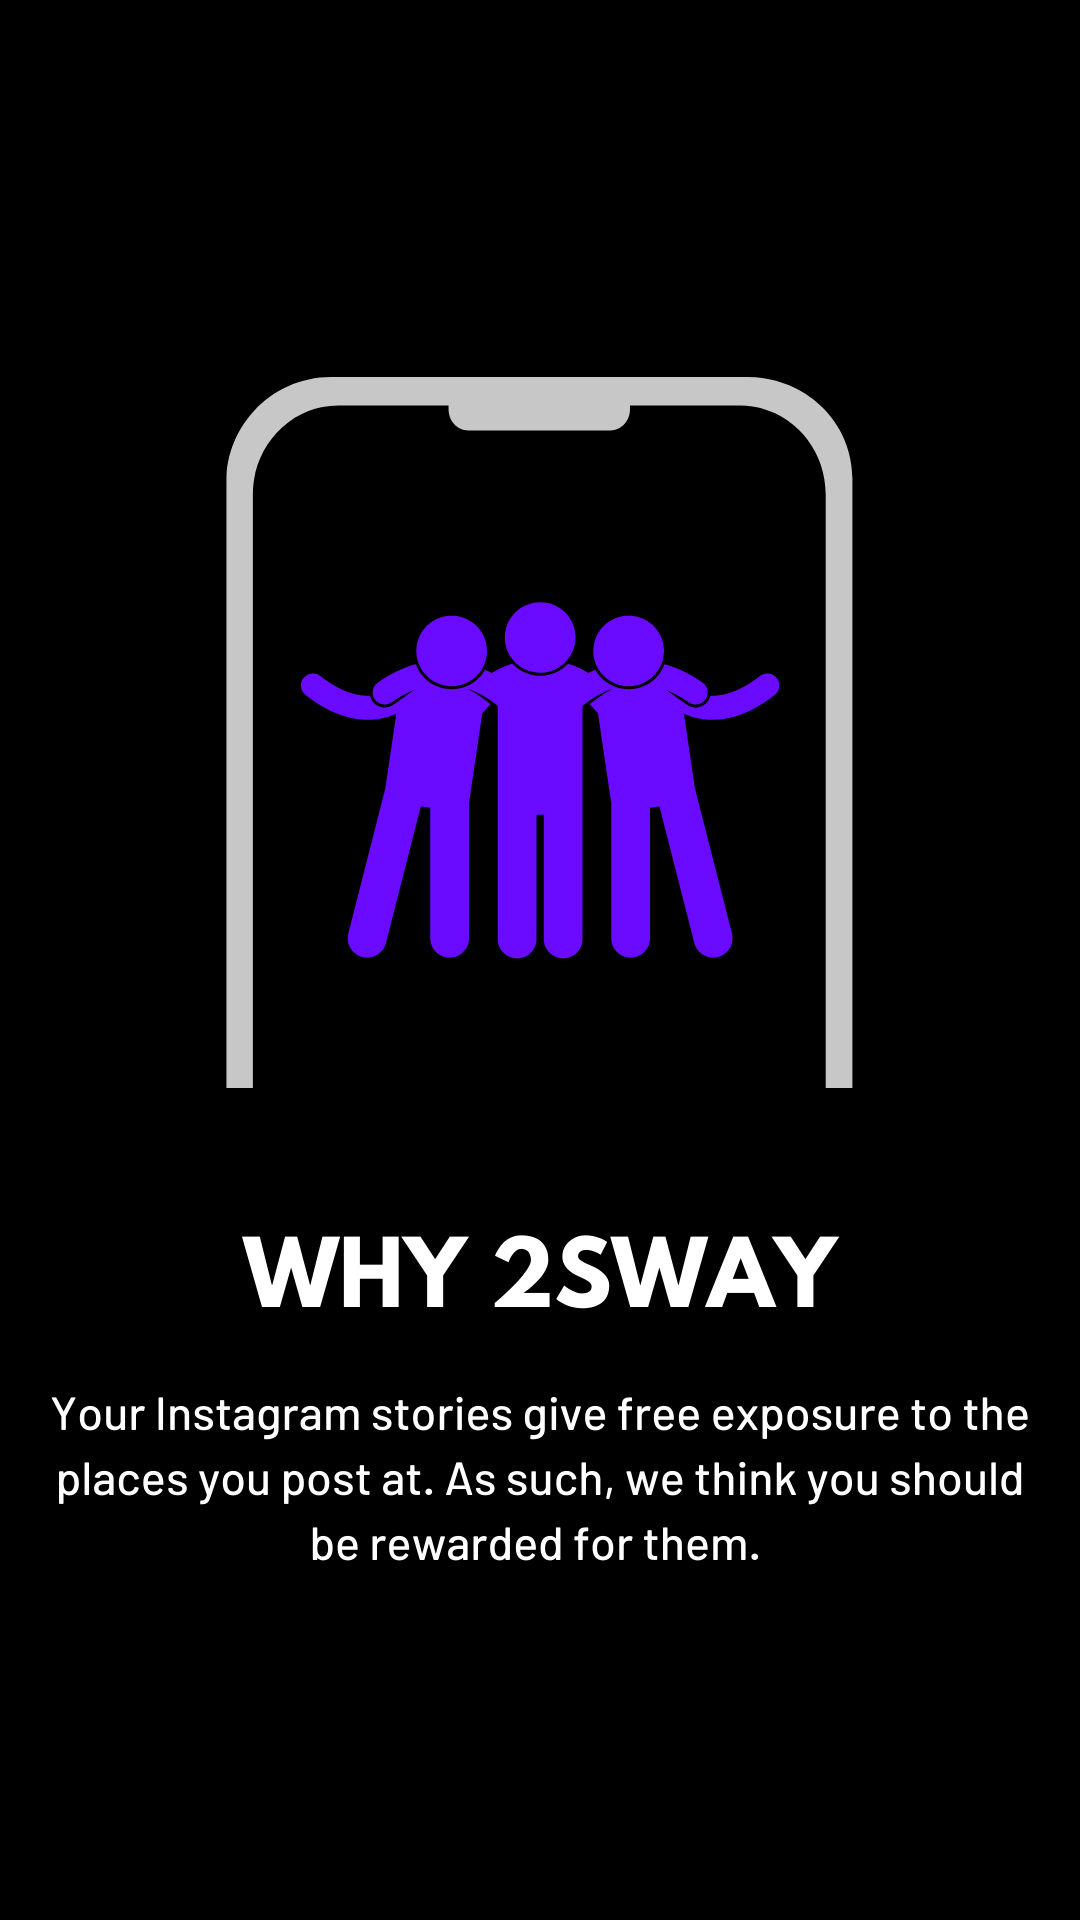 WHY 2SWAY
Your Instagram stories give free exposure to the
places you post at. As such, we think you should
be rewarded for them.